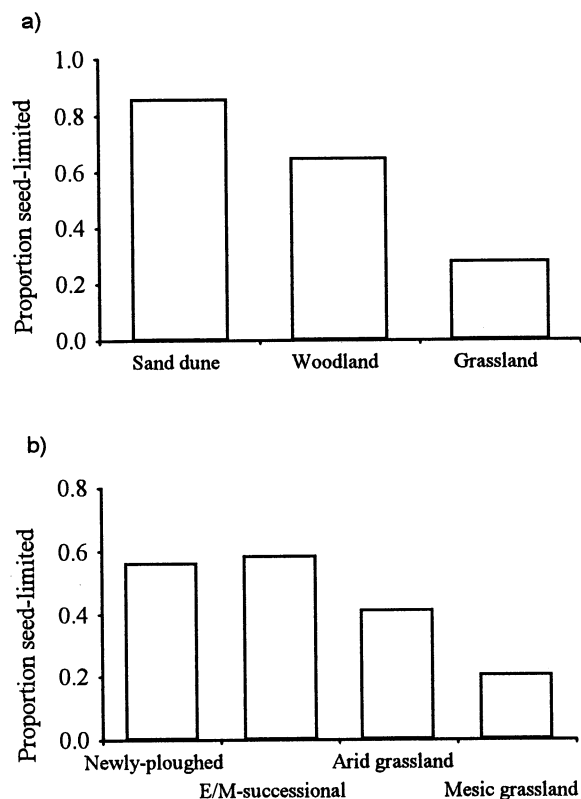 a)
Proportion seed-limited
1.0
0.8
0.6
0.4
0.2
0.0
Sand dune Woodland Grassland
b)
Proportion seed-limited
0.8
0.6
0.4
0.2
0.0
Newly-ploughed Arid grassland
E/M-successional Mesic grassland